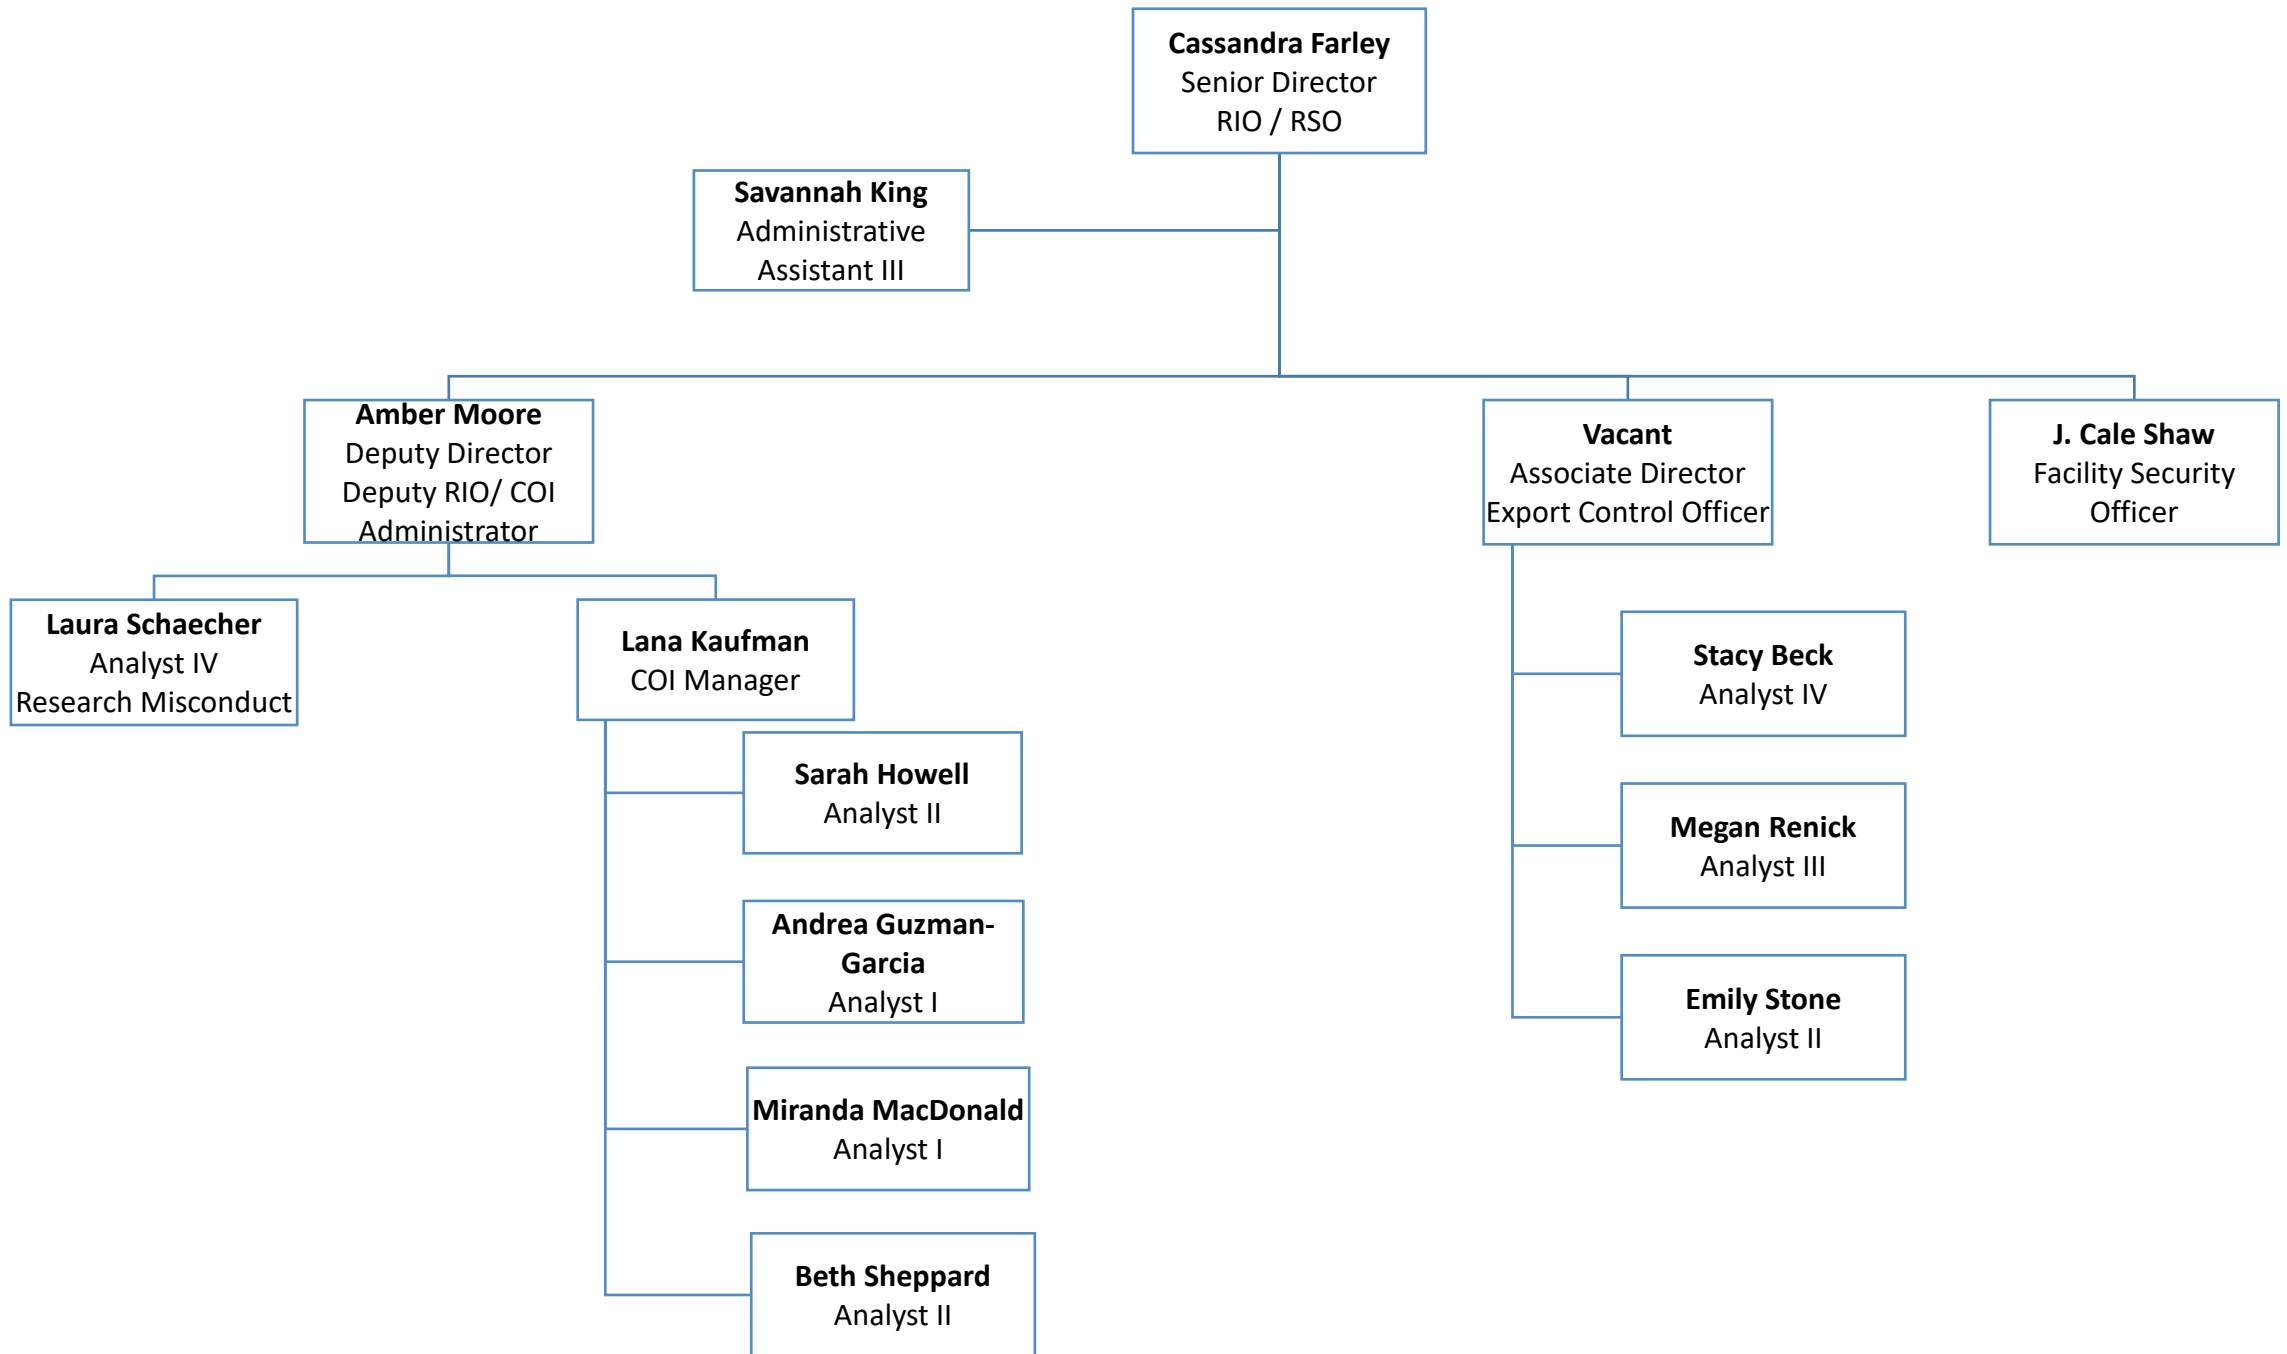 Cassandra Farley
Senior Director
RIO / RSO
Savannah King
Administrative
Assistant III
Amber Moore
Deputy Director
Deputy RIO/ COI
Administrator
Vacant
Associate Director
Export Control Officer
J. Cale Shaw
Facility Security
Officer
Laura Schaecher
Analyst IV
Research Misconduct
Lana Kaufman
COI Manager
Sarah Howell
Analyst II
Andrea Guzman-
Garcia
Analyst I
Miranda MacDonald
Analyst I
Beth Sheppard
Analyst II
Stacy Beck
Analyst IV
Megan Renick
Analyst III
Emily Stone
Analyst II